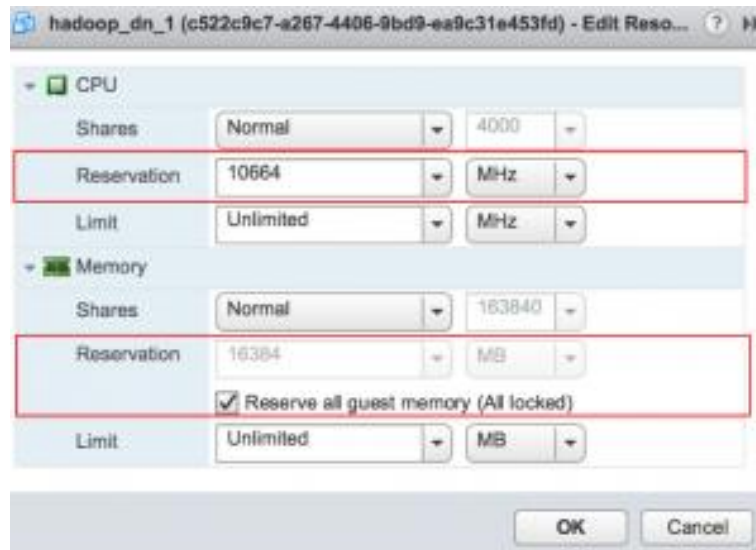 hadoop_dn_1 (c522c9c7-a267-4406-9bd9-ea9c31e453fd) - Edit Reso... ?
CPU
Shares Normal 4000
Reservation 10664 MHz
Limit Unlimited MHz
Memory
Shares Normal 163840
Reservation 16384 MB
Reserve all guest memory (All locked)
Limit Unlimited MB
OK Cancel